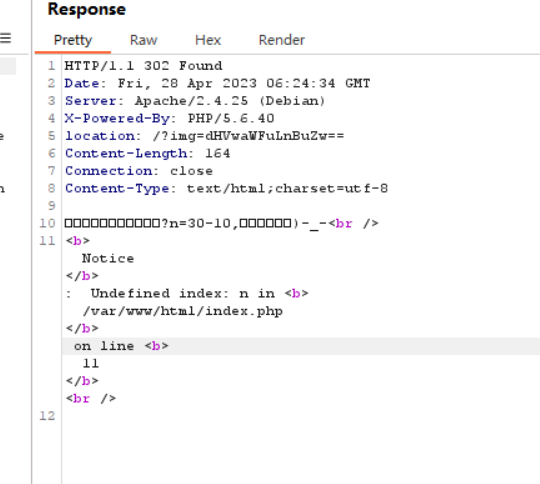 Response
Pretty Raw Hex Render
1 HTTP/1.1 302 Found
2 Date: Fri, 28 Apr 2023 06:24:34 GMT
3 Server: Apache/2.4.25 (Debian)
4 X-Powered-By: PHP/5.6.40
5 location: /?img=dHVwaWFuLnBuZw==
6 Content-Length: 164
7 Connection: close
8 Content-Type: text/html;charset=utf-8
9
10 □□□□□□□□□□□?n=30-10,□□□□□□)-_-<br />
11 <b>
Notice
</b>
: Undefined index: n in <b>
/var/www/html/index.php
</b>
on line <b>
11
</b>
<br />
12